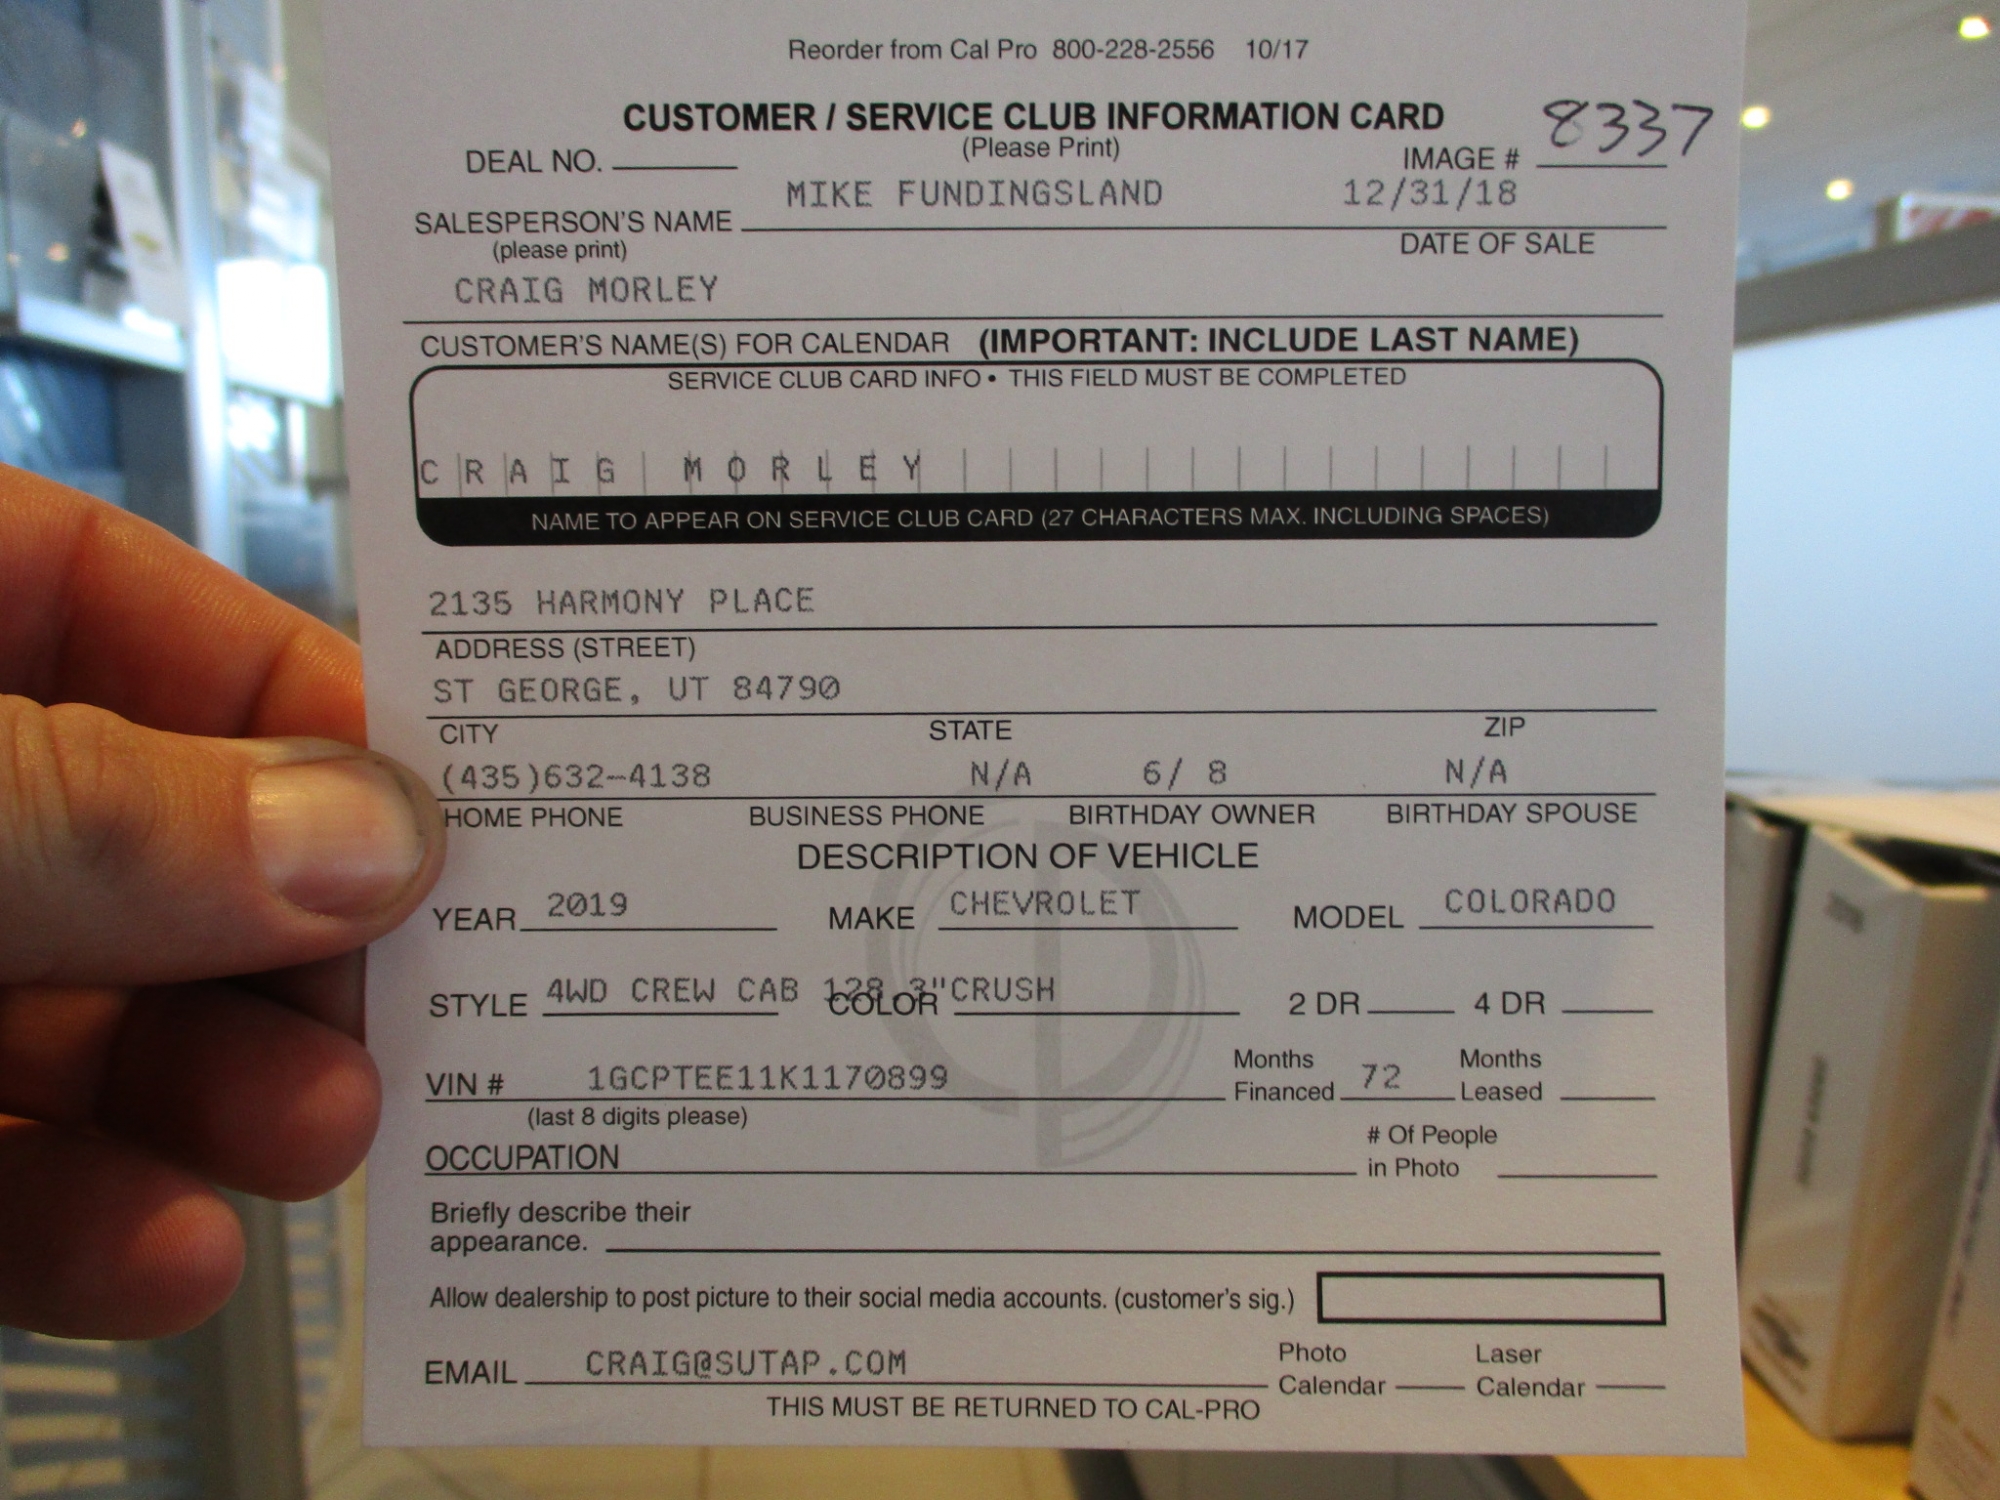 Reorder from Cal Pro 800-228-2556 10/17
CUSTOMER / SERVICE CLUB INFORMATION CARD
8337
(Please Print)
DEAL NO. IMAGE #
MIKE FUNDINGSLAND 12/31/18
SALESPERSON'S NAME
(please print) DATE OF SALE
CRAIG MORLEY
CUSTOMER'S NAME(S) FOR CALENDAR (IMPORTANT: INCLUDE LAST NAME)
SERVICE CLUB CARD INFO • THIS FIELD MUST BE COMPLETED
CRAIG MORLEY
NAME TO APPEAR ON SERVICE CLUB CARD (27 CHARACTERS MAX. INCLUDING SPACES)
2135 HARMONY PLACE
ADDRESS (STREET)
ST GEORGE, UT 84790
CITY STATE ZIP
(435)632-4138 N/A 6/ 8 N/A
HOME PHONE BUSINESS PHONE BIRTHDAY OWNER BIRTHDAY SPOUSE
DESCRIPTION OF VEHICLE
YEAR 2019 MAKE CHEVROLET MODEL COLORADO
STYLE 4WD CREW CAB 128.3" COLOR CRUSH 2 DR 4 DR
VIN # 1GCPTEE11K1170899 Months Financed 72 Months Leased
(last 8 digits please)
OCCUPATION # Of People in Photo
Briefly describe their
appearance.
Allow dealership to post picture to their social media accounts. (customer's sig.)
EMAIL CRAIG@SUTAP.COM Photo Calendar Laser Calendar
THIS MUST BE RETURNED TO CAL-PRO